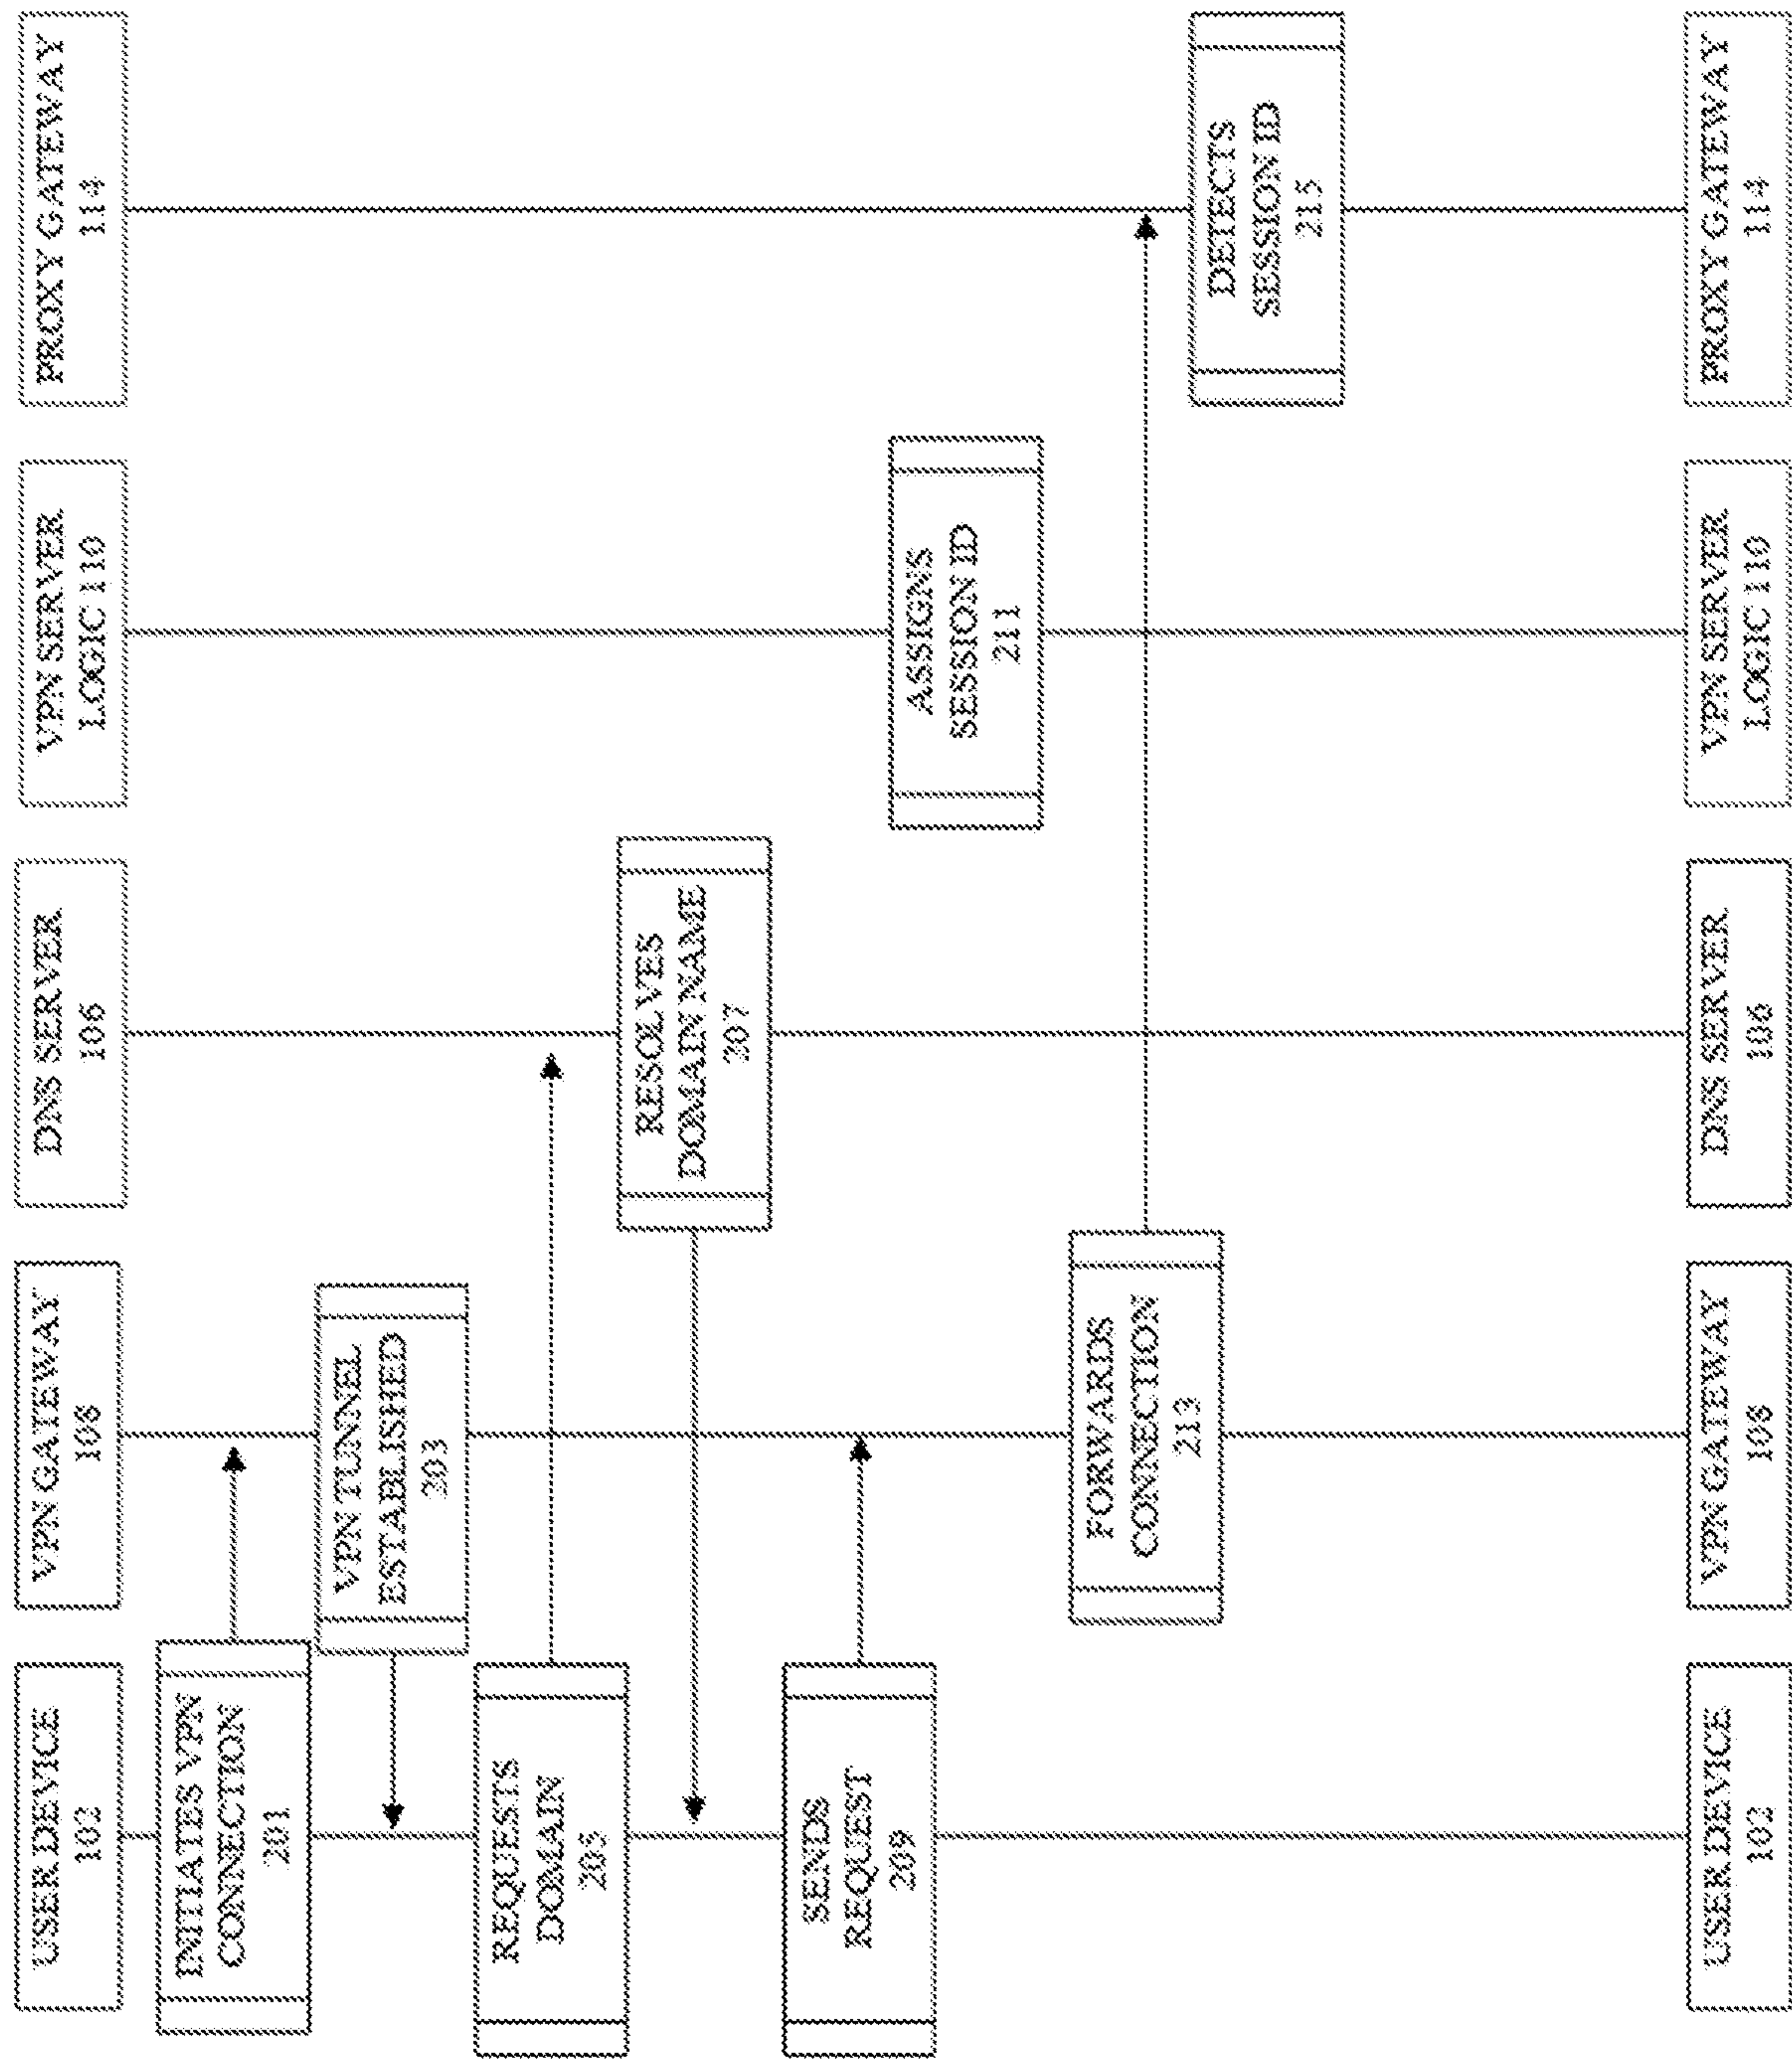 USER DEVICE
102
VPN GATEWAY
108
DNS SERVER
106
VPN SERVER
LOGIC 110
PROXY GATEWAY
114
INITIATES VPN
CONNECTION
201
VPN TUNNEL
ESTABLISHED
203
REQUESTS
DOMAIN
205
RESOLVES
DOMAIN NAME
207
SENDS
REQUEST
209
ASSIGNS
SESSION ID
211
FORWARDS
CONNECTION
213
DETECTS
SESSION ID
215
USER DEVICE
102
VPN GATEWAY
108
DNS SERVER
106
VPN SERVER
LOGIC 110
PROXY GATEWAY
114